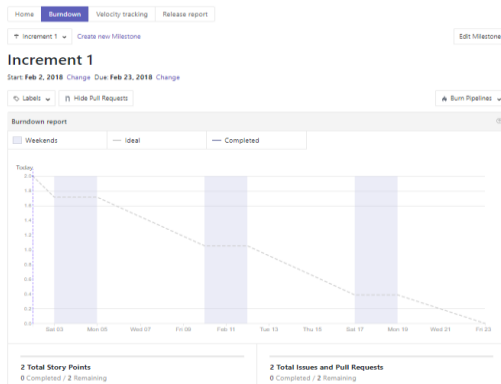 Home Burndown Velocity tracking Release report
Increment 1 Create new Milestone Edit Milestone
Increment 1
Start: Feb 2, 2018 Change Due: Feb 23, 2018 Change
Labels Hide Pull Requests Burn Pipelines
Burndown report
Weekends Ideal Completed
Today
2.0
1.8
1.6
1.4
1.2
1.0
0.8
0.6
0.4
0.2
0.0
Sat 03 Mon 05 Wed 07 Fri 09 Feb 11 Tue 13 Thu 15 Sat 17 Mon 19 Wed 21 Fri 23
2 Total Story Points 2 Total Issues and Pull Requests
0 Completed / 2 Remaining 0 Completed / 2 Remaining